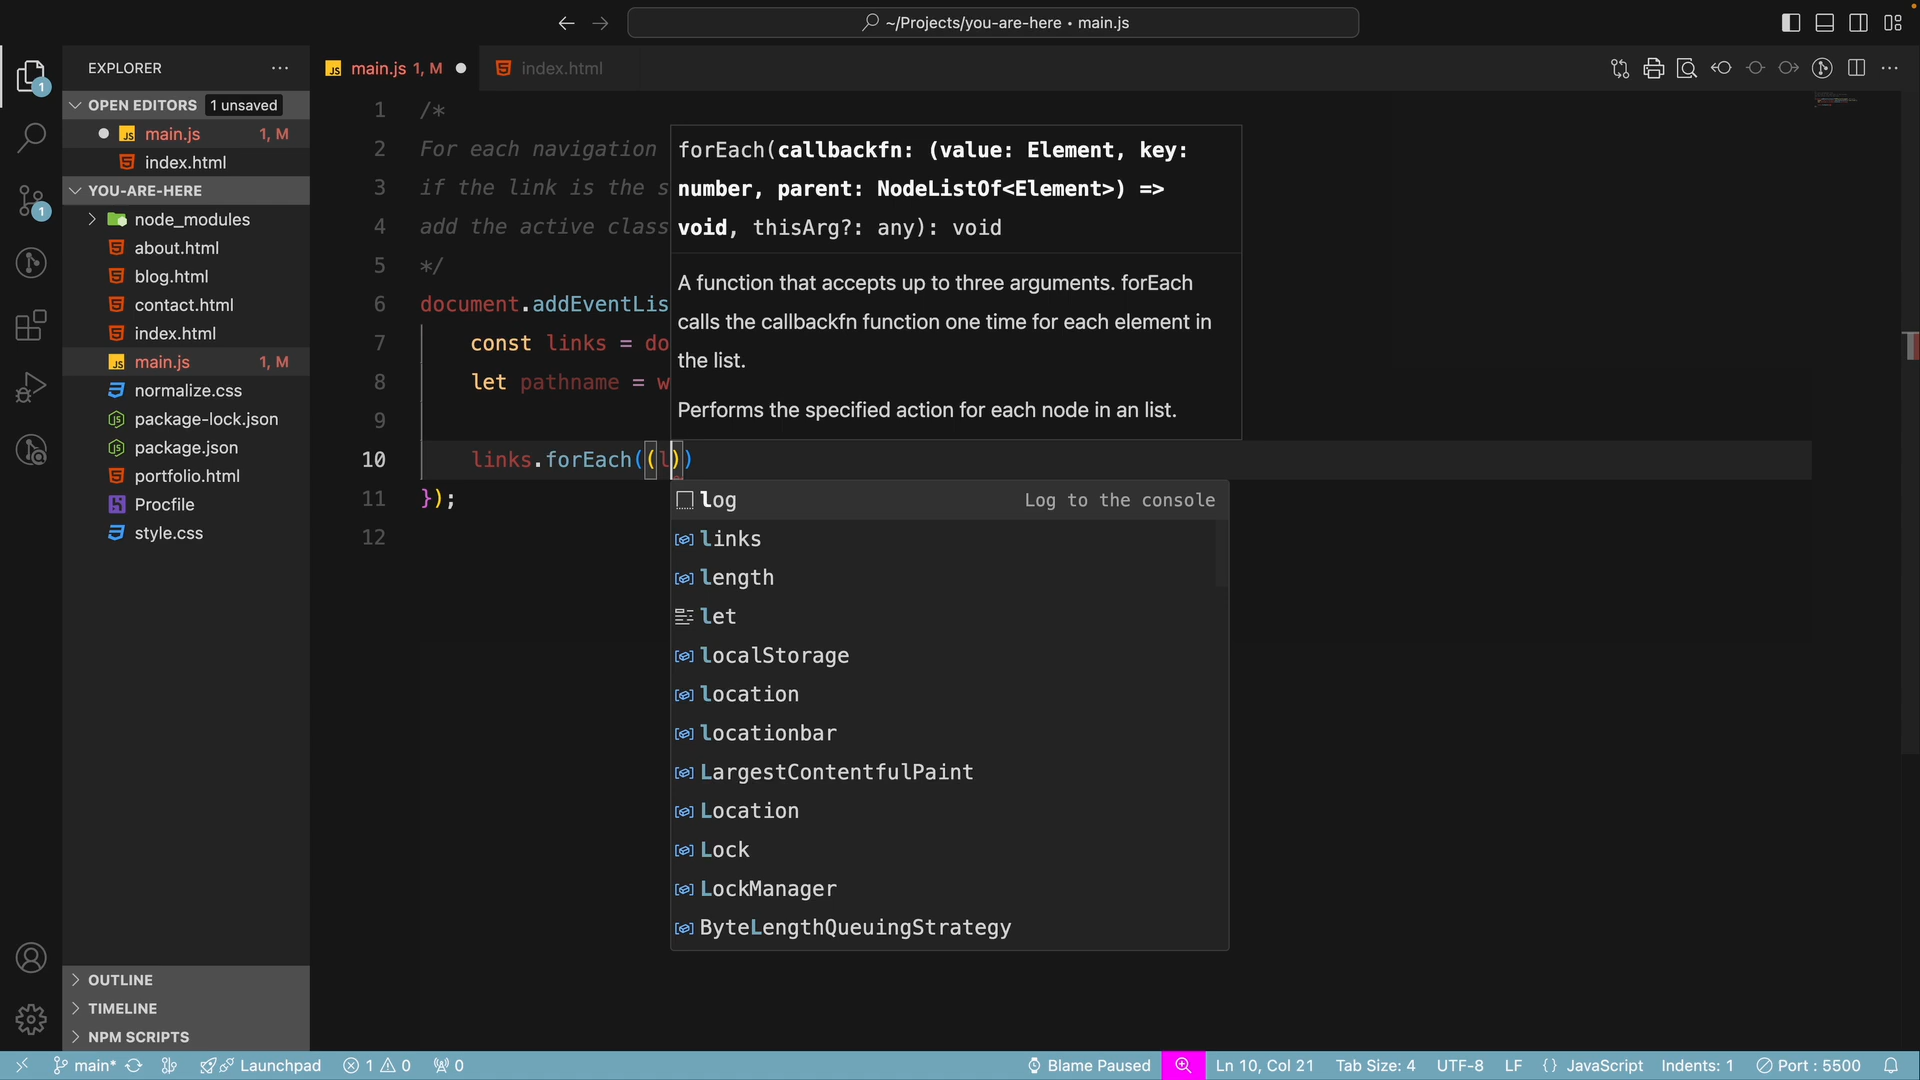 ~/Projects/you-are-here • main.js
EXPLORER
OPEN EDITORS 1 unsaved
main.js 1, M
index.html
YOU-ARE-HERE
node_modules
about.html
blog.html
contact.html
index.html
main.js 1, M
normalize.css
package-lock.json
package.json
portfolio.html
Procfile
style.css
OUTLINE
TIMELINE
NPM SCRIPTS
main.js 1, M
index.html
1 /*
2 For each navigation
3 if the link is the s
4 add the active class
5 */
6 document.addEventLis
7 const links = do
8 let pathname = w
9
10 links.forEach((l))
11 });
12
forEach(callbackfn: (value: Element, key:
number, parent: NodeListOf<Element>) =>
void, thisArg?: any): void
A function that accepts up to three arguments. forEach
calls the callbackfn function one time for each element in
the list.
Performs the specified action for each node in an list.
log Log to the console
links
length
let
localStorage
location
locationbar
LargestContentfulPaint
Location
Lock
LockManager
ByteLengthQueuingStrategy
1
1
main* Launchpad 1 0 0 Blame Paused Ln 10, Col 21 Tab Size: 4 UTF-8 LF {} JavaScript Indents: 1 Port : 5500